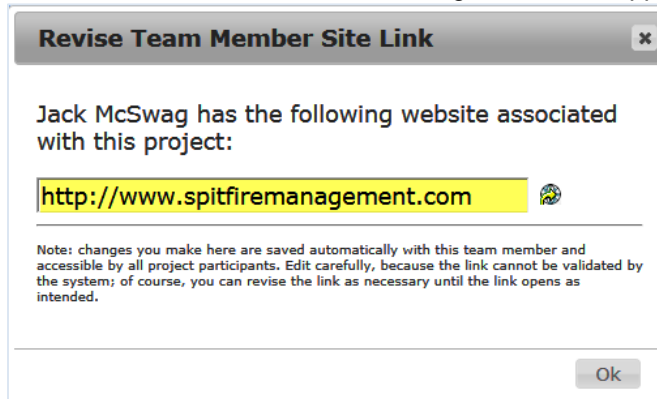 Revise Team Member Site Link
Jack McSwag has the following website associated
with this project:
http://www.spitfiremanagement.com
Note: changes you make here are saved automatically with this team member and
accessible by all project participants. Edit carefully, because the link cannot be validated by
the system; of course, you can revise the link as necessary until the link opens as
intended.
Ok